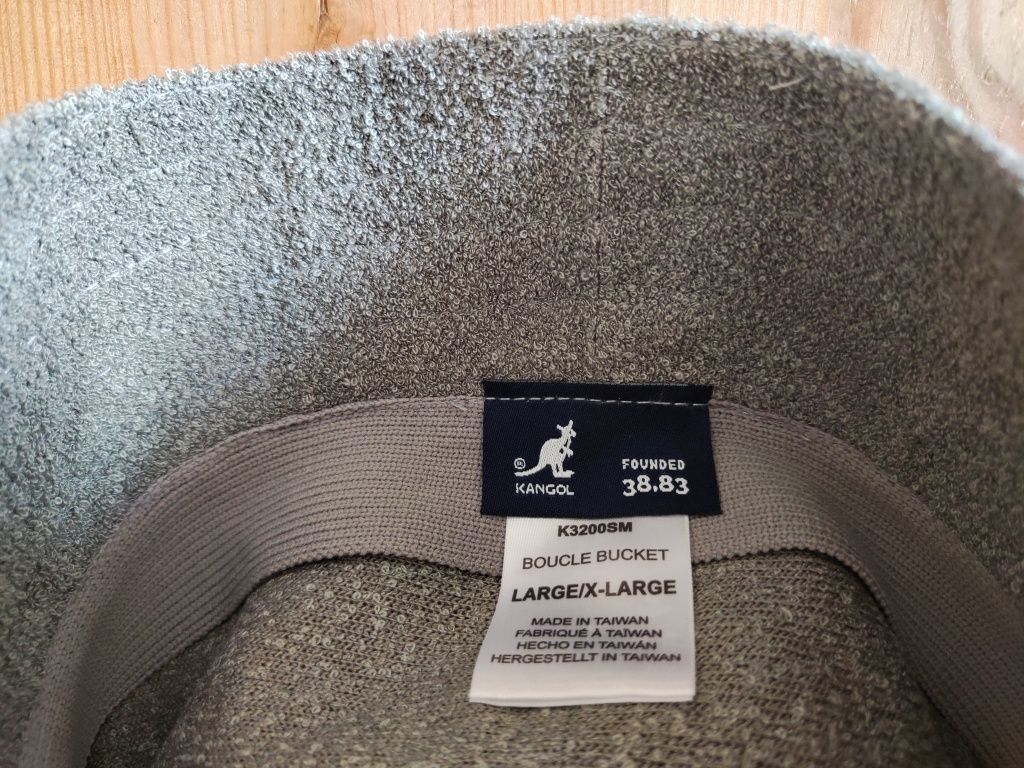 ®
KANGOL
FOUNDED
38.83
K3200SM
BOUCLE BUCKET
LARGE/X-LARGE
MADE IN TAIWAN
FABRIQUÉ À TAÏWAN
HECHO EN TAIWÁN
HERGESTELLT IN TAIWAN